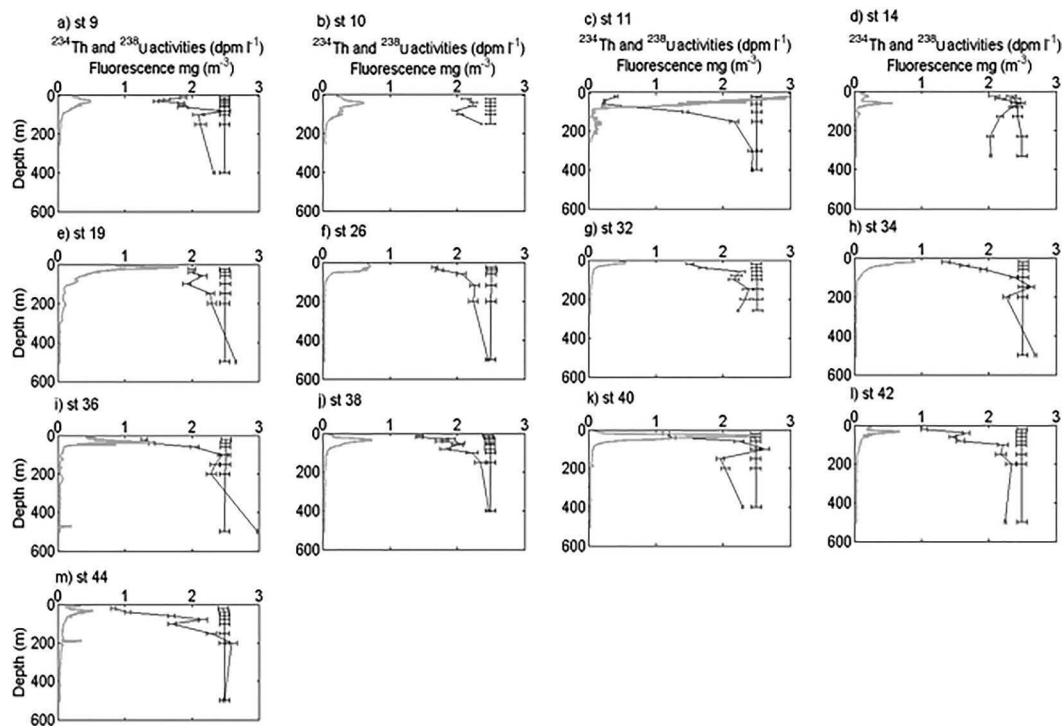 a) st 9
²³⁴Th and ²³⁸U activities (dpm l⁻¹)
Fluorescence mg (m⁻³)
0 1 2 3
Depth (m)
0
200
400
600
b) st 10
²³⁴Th and ²³⁸U activities (dpm l⁻¹)
Fluorescence mg (m⁻³)
0 1 2 3
0
200
400
600
c) st 11
²³⁴Th and ²³⁸U activities (dpm l⁻¹)
Fluorescence mg (m⁻³)
0 1 2 3
0
200
400
600
d) st 14
²³⁴Th and ²³⁸U activities (dpm l⁻¹)
Fluorescence mg (m⁻³)
0 1 2 3
0
200
400
600
e) st 19
0 1 2 3
Depth (m)
0
200
400
600
f) st 26
0 1 2 3
0
200
400
600
g) st 32
0 1 2 3
0
200
400
600
h) st 34
0 1 2 3
0
200
400
600
i) st 36
0 1 2 3
Depth (m)
0
200
400
600
j) st 38
0 1 2 3
0
200
400
600
k) st 40
0 1 2 3
0
200
400
600
l) st 42
0 1 2 3
0
200
400
600
m) st 44
0 1 2 3
Depth (m)
0
200
400
600